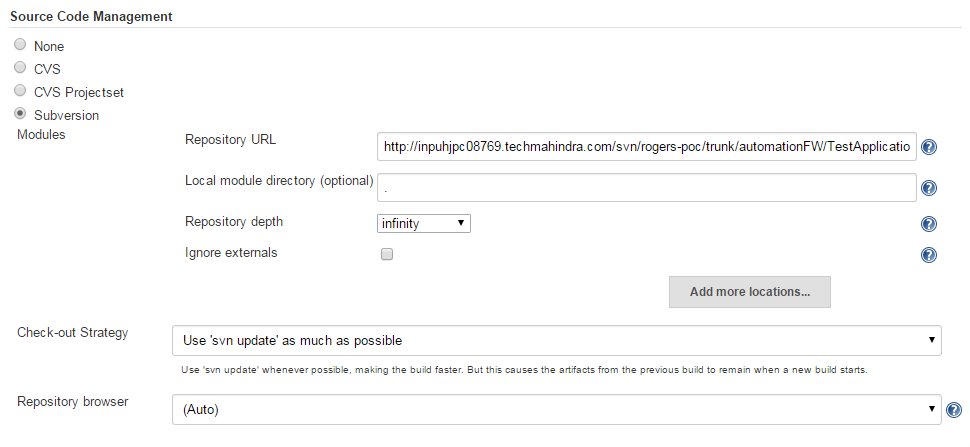 Source Code Management
None
CVS
CVS Projectset
Subversion
Modules
Repository URL
http://inpuhjpc08769.techmahindra.com/svn/rogers-poc/trunk/automationFW/TestApplicatio
Local module directory (optional)
.
Repository depth
infinity
Ignore externals
Add more locations...
Check-out Strategy
Use 'svn update' as much as possible
Use 'svn update' whenever possible, making the build faster. But this causes the artifacts from the previous build to remain when a new build starts.
Repository browser
(Auto)